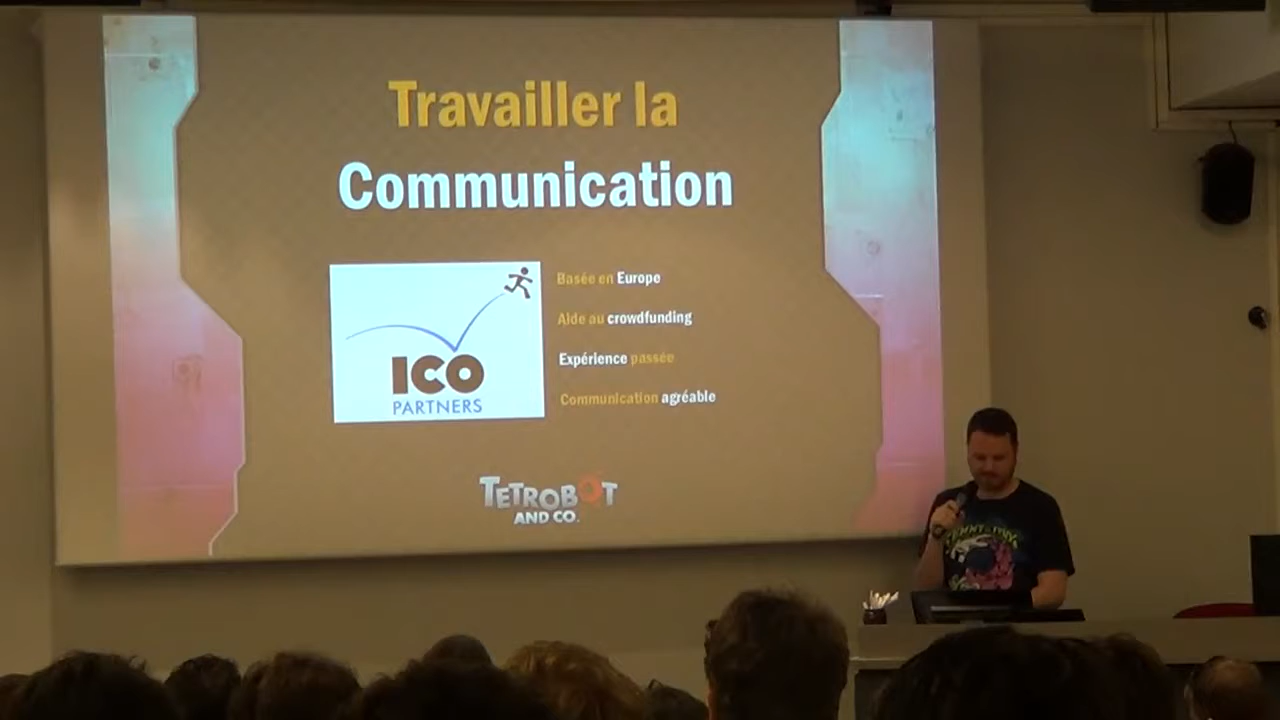 Travailler la
Communication
Basée en Europe
Aide au crowdfunding
Expérience passée
Communication agréable
ICO
PARTNERS
TETROBOT
AND CO.